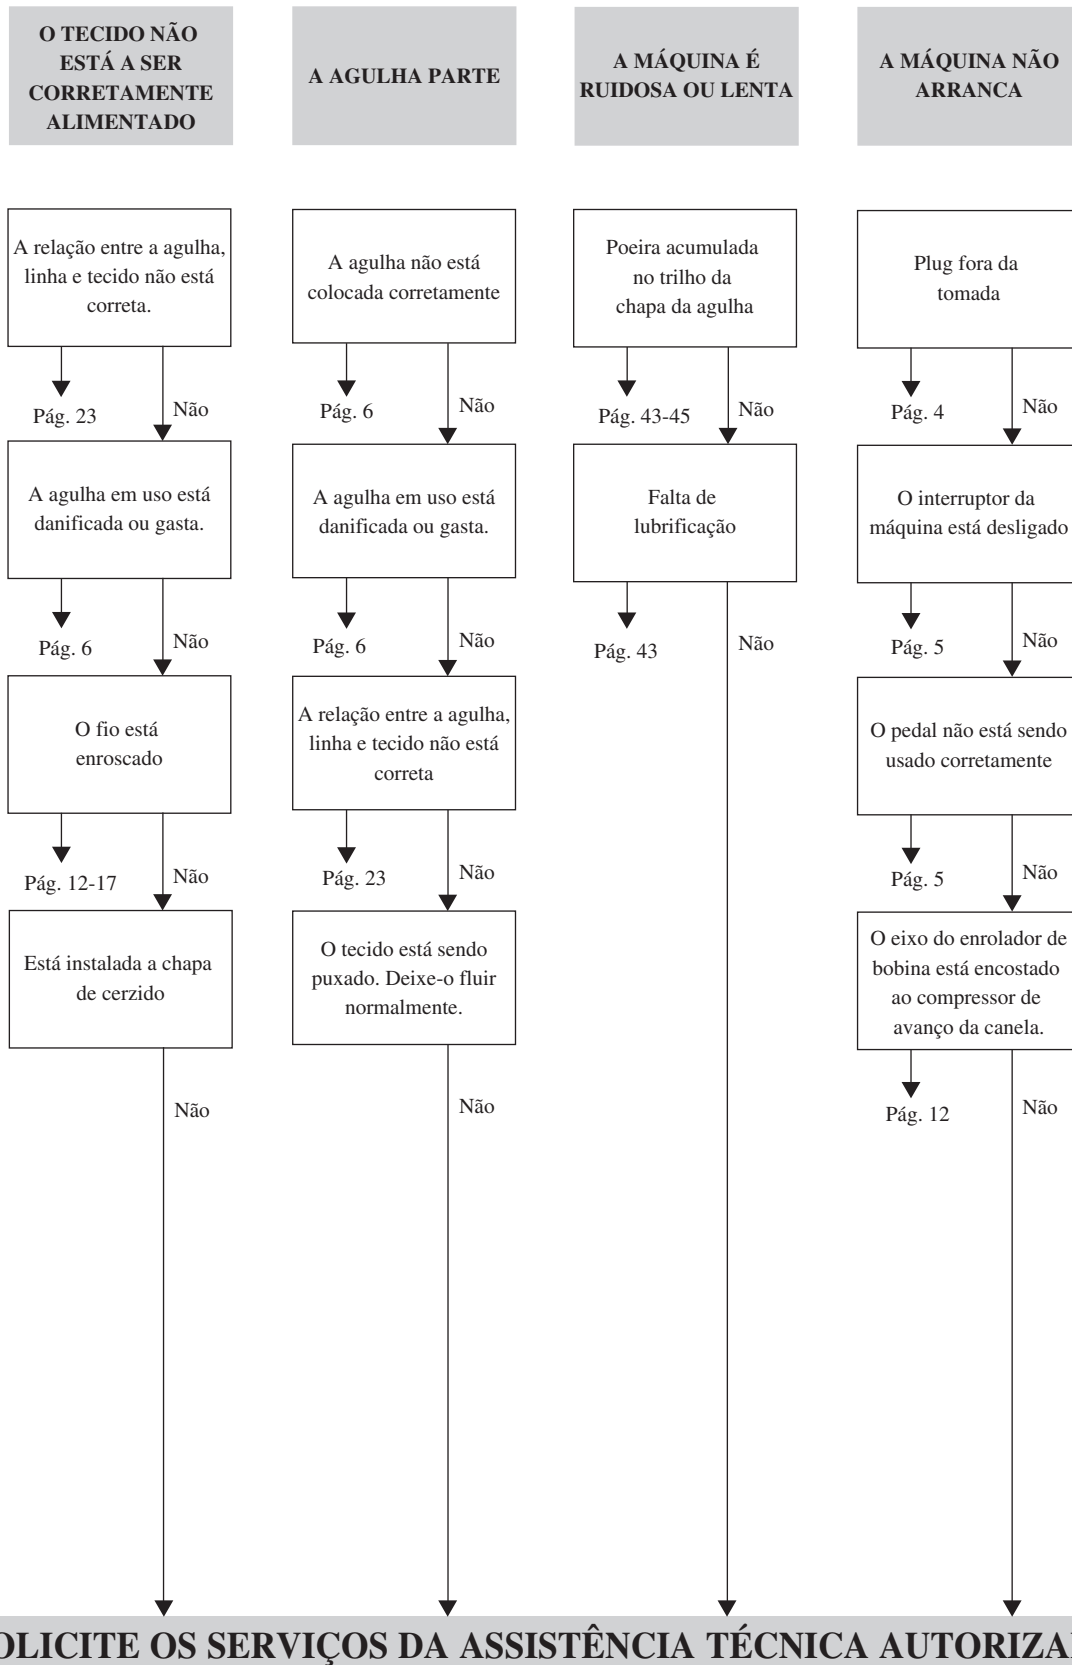 O TECIDO NÃO
ESTÁ A SER
CORRETAMENTE
ALIMENTADO
A relação entre a agulha,
linha e tecido não está
correta.
Pág. 23
Não
A agulha em uso está
danificada ou gasta.
Pág. 6
Não
O fio está
enroscado
Pág. 12-17
Não
Está instalada a chapa
de cerzido
Não
A AGULHA PARTE
A agulha não está
colocada corretamente
Pág. 6
Não
A agulha em uso está
danificada ou gasta.
Pág. 6
Não
A relação entre a agulha,
linha e tecido não está
correta
Pág. 23
Não
O tecido está sendo
puxado. Deixe-o fluir
normalmente.
Não
A MÁQUINA É
RUIDOSA OU LENTA
Poeira acumulada
no trilho da
chapa da agulha
Pág. 43-45
Não
Falta de
lubrificação
Pág. 43
Não
A MÁQUINA NÃO
ARRANCA
Plug fora da
tomada
Pág. 4
Não
O interruptor da
máquina está desligado
Pág. 5
Não
O pedal não está sendo
usado corretamente
Pág. 5
Não
O eixo do enrolador de
bobina está encostado
ao compressor de
avanço da canela.
Pág. 12
Não
OLICITE OS SERVIÇOS DA ASSISTÊNCIA TÉCNICA AUTORIZA